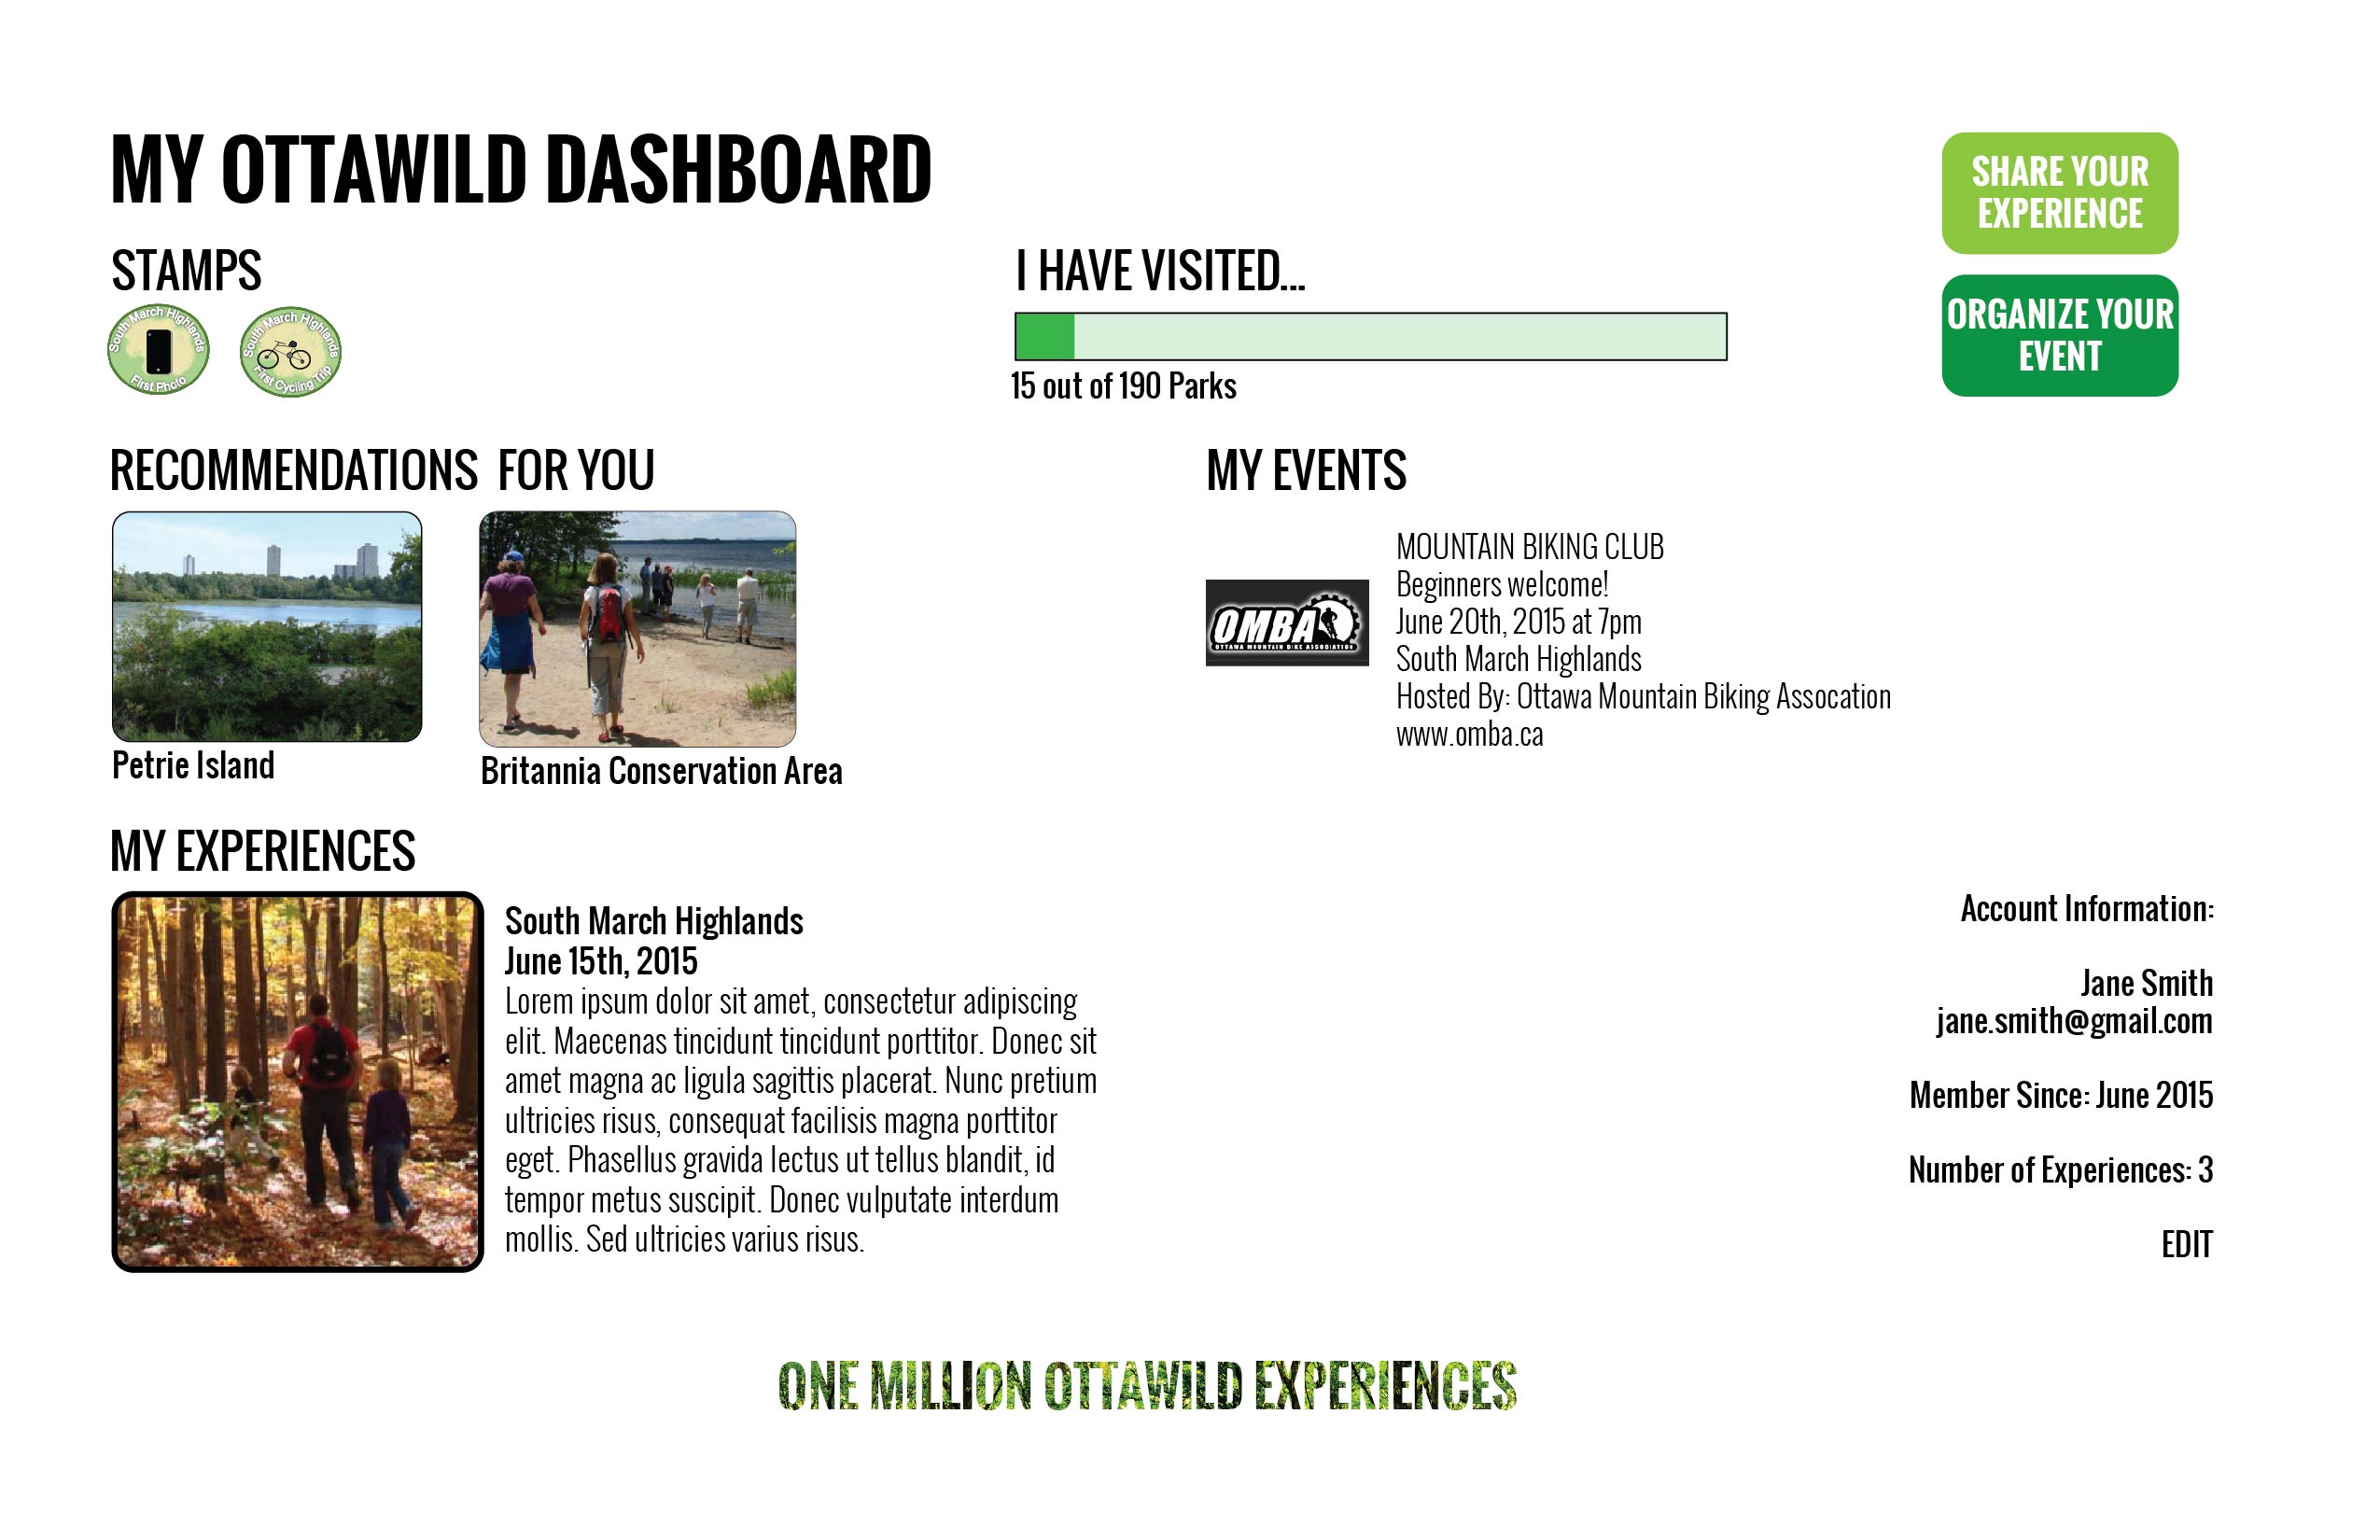 MY OTTAWILD DASHBOARD
SHARE YOUR
EXPERIENCE
ORGANIZE YOUR
EVENT
STAMPS
South March Highlands
First Photo
South March Highlands
First Cycling Trip
I HAVE VISITED...
15 out of 190 Parks
RECOMMENDATIONS FOR YOU
Petrie Island
Britannia Conservation Area
MY EVENTS
OMBA
OTTAWA MOUNTAIN BIKE ASSOCIATION
MOUNTAIN BIKING CLUB
Beginners welcome!
June 20th, 2015 at 7pm
South March Highlands
Hosted By: Ottawa Mountain Biking Assocation
www.omba.ca
MY EXPERIENCES
South March Highlands
June 15th, 2015
Lorem ipsum dolor sit amet, consectetur adipiscing
elit. Maecenas tincidunt tincidunt porttitor. Donec sit
amet magna ac ligula sagittis placerat. Nunc pretium
ultricies risus, consequat facilisis magna porttitor
eget. Phasellus gravida lectus ut tellus blandit, id
tempor metus suscipit. Donec vulputate interdum
mollis. Sed ultricies varius risus.
Account Information:
Jane Smith
jane.smith@gmail.com
Member Since: June 2015
Number of Experiences: 3
EDIT
ONE MILLION OTTAWILD EXPERIENCES